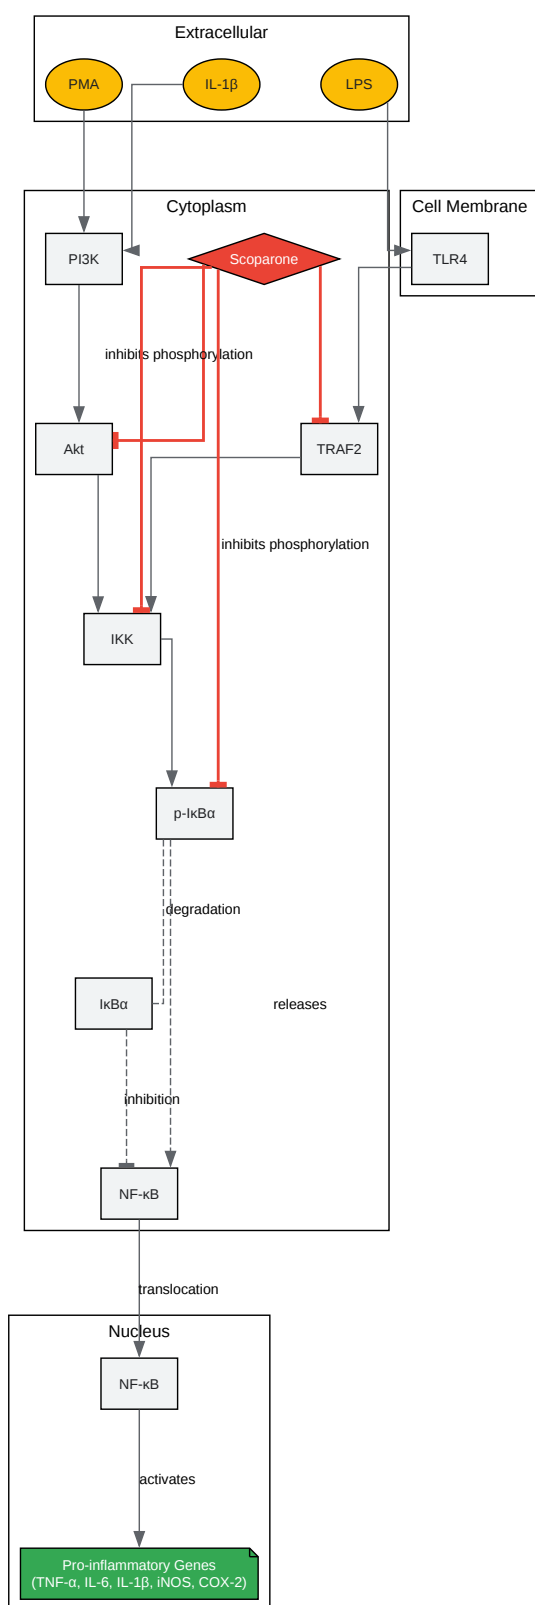 Extracellular
PMA
IL-1β
LPS
Cytoplasm
Cell Membrane
PI3K
Scoparone
TLR4
inhibits phosphorylation
Akt
TRAF2
inhibits phosphorylation
IKK
p-IκBα
degradation
IκBα
releases
inhibition
NF-κB
translocation
Nucleus
NF-κB
activates
Pro-inflammatory Genes
(TNF-α, IL-6, IL-1β, iNOS, COX-2)